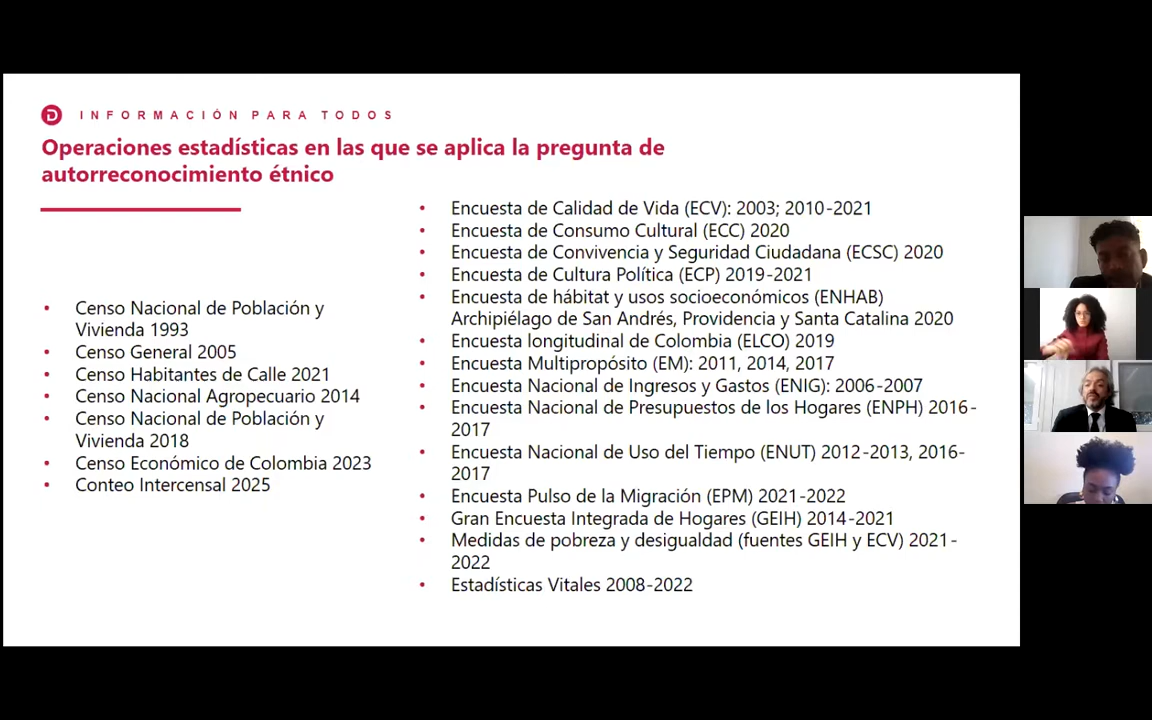 INFORMACIÓN PARA TODOS
Operaciones estadísticas en las que se aplica la pregunta de
autorreconocimiento étnico
• Censo Nacional de Población y
Vivienda 1993
• Censo General 2005
• Censo Habitantes de Calle 2021
• Censo Nacional Agropecuario 2014
• Censo Nacional de Población y
Vivienda 2018
• Censo Económico de Colombia 2023
• Conteo Intercensal 2025
• Encuesta de Calidad de Vida (ECV): 2003; 2010-2021
• Encuesta de Consumo Cultural (ECC) 2020
• Encuesta de Convivencia y Seguridad Ciudadana (ECSC) 2020
• Encuesta de Cultura Política (ECP) 2019-2021
• Encuesta de hábitat y usos socioeconómicos (ENHAB)
Archipiélago de San Andrés, Providencia y Santa Catalina 2020
• Encuesta longitudinal de Colombia (ELCO) 2019
• Encuesta Multipropósito (EM): 2011, 2014, 2017
• Encuesta Nacional de Ingresos y Gastos (ENIG): 2006-2007
• Encuesta Nacional de Presupuestos de los Hogares (ENPH) 2016-
2017
• Encuesta Nacional de Uso del Tiempo (ENUT) 2012-2013, 2016-
2017
• Encuesta Pulso de la Migración (EPM) 2021-2022
• Gran Encuesta Integrada de Hogares (GEIH) 2014-2021
• Medidas de pobreza y desigualdad (fuentes GEIH y ECV) 2021-
2022
• Estadísticas Vitales 2008-2022